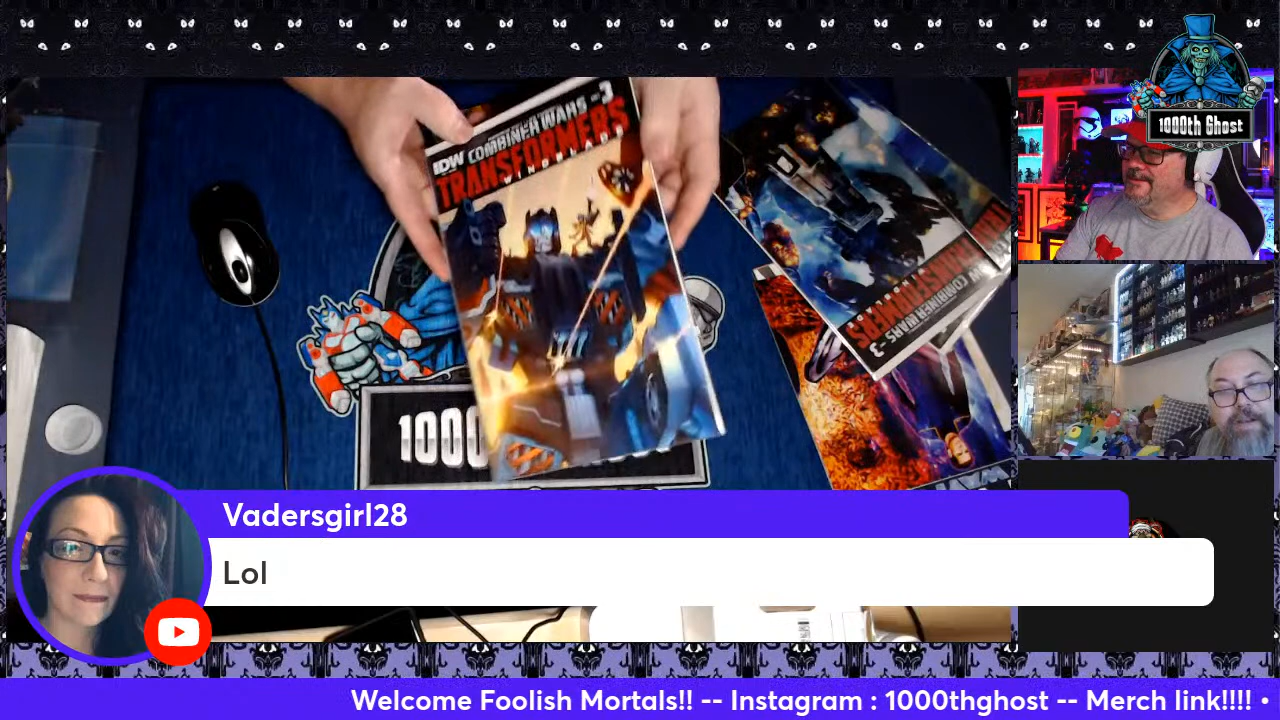 1000th Ghost
IDW COMBINER WARS -3
TRANSFORMERS
WINDBLADE
TRANSFORMERS
COMBINER WARS -3
1000
Vadersgirl28
Lol
Welcome Foolish Mortals!! -- Instagram : 1000thghost -- Merch link!!!! •